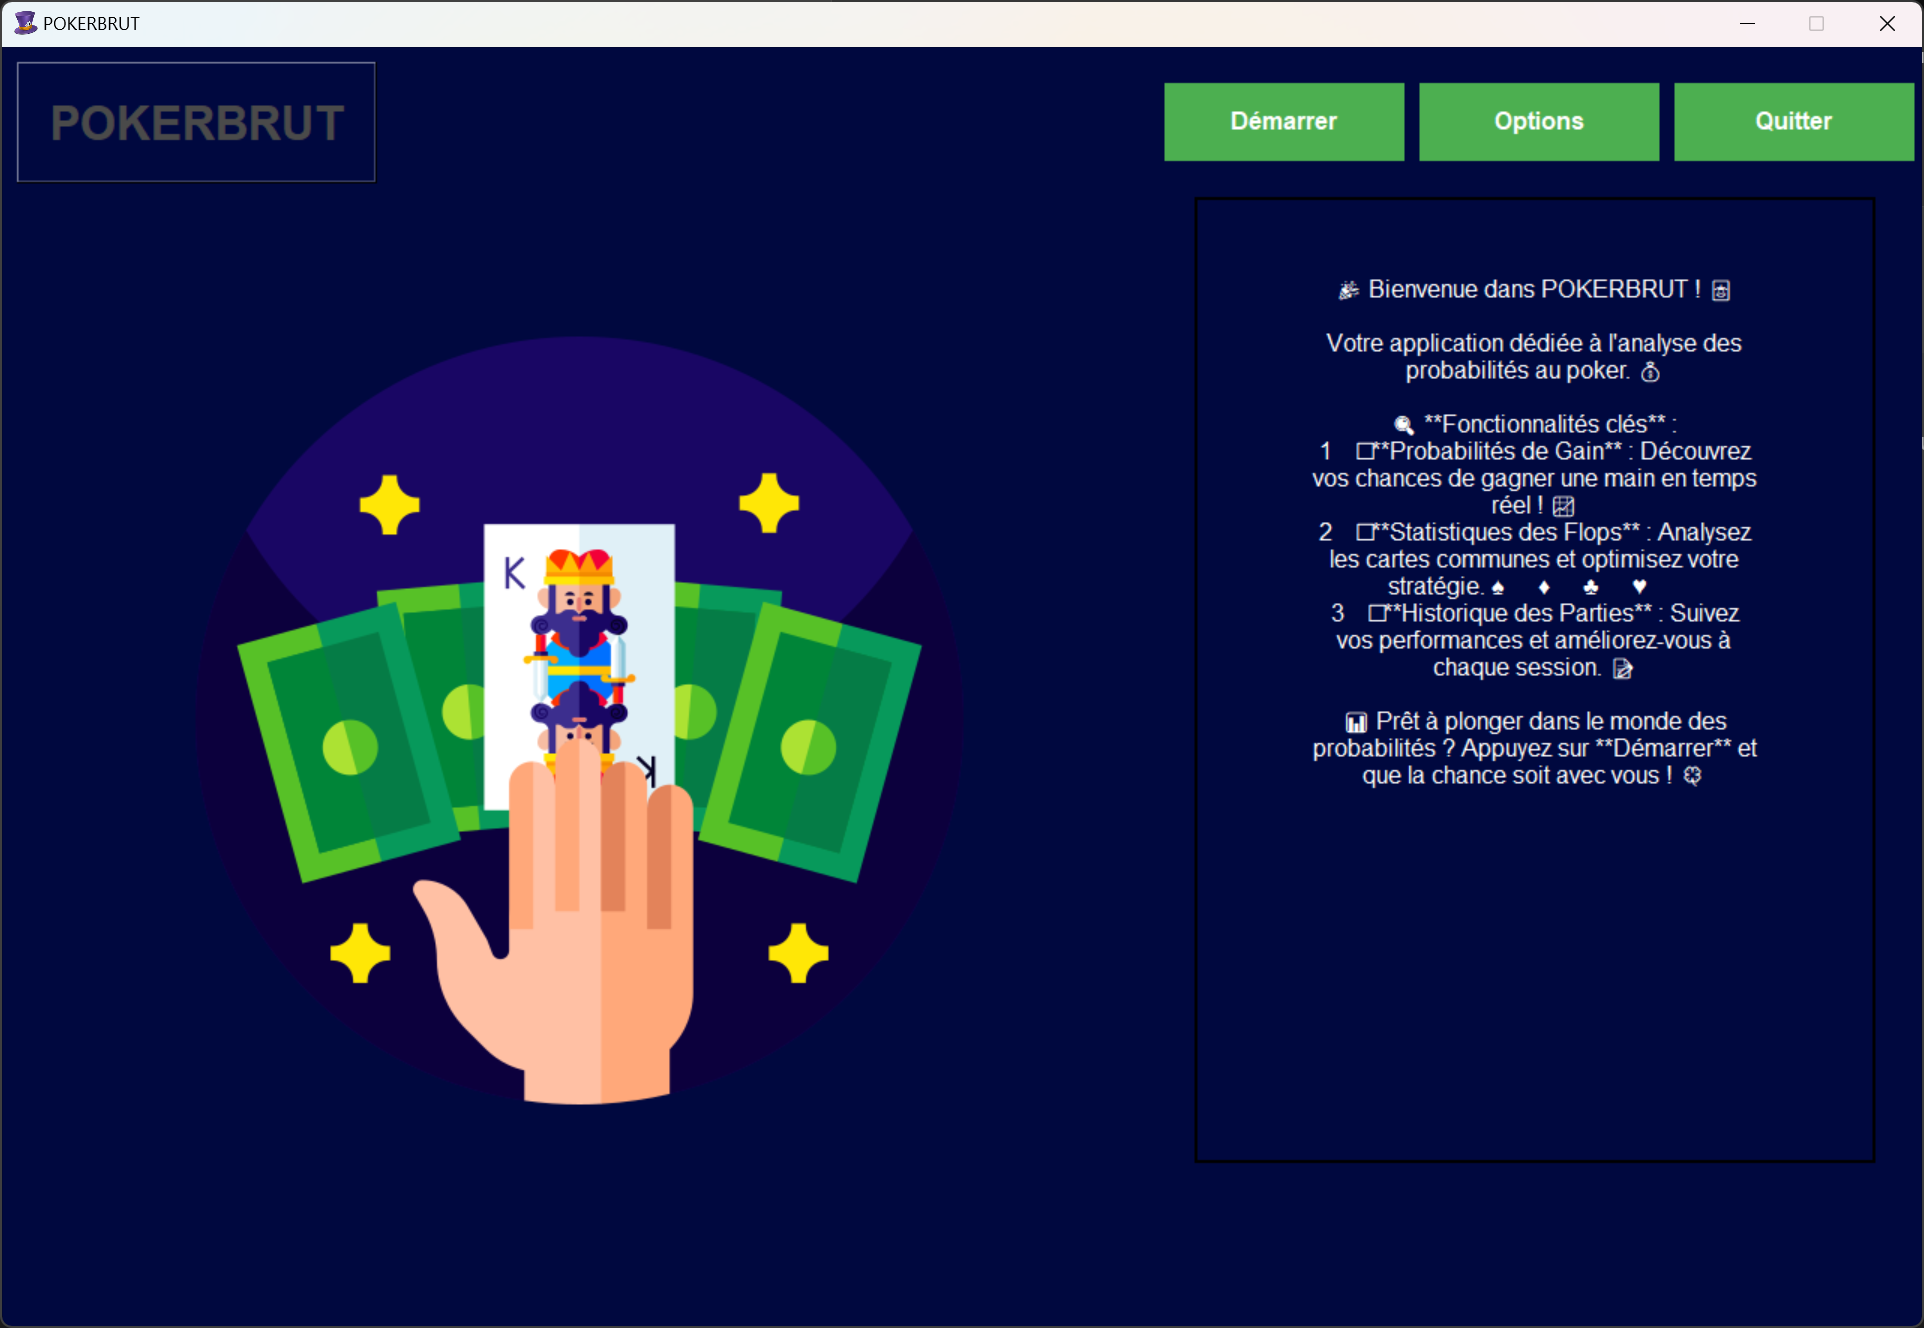 POKERBRUT
POKERBRUT
Démarrer
Options
Quitter
🎉 Bienvenue dans POKERBRUT ! 🃏
Votre application dédiée à l'analyse des
probabilités au poker. 💰
🔍 **Fonctionnalités clés** :
1 □**Probabilités de Gain** : Découvrez
vos chances de gagner une main en temps
réel ! 📈
2 □**Statistiques des Flops** : Analysez
les cartes communes et optimisez votre
stratégie. ♠ ♦ ♣ ♥
3 □**Historique des Parties** : Suivez
vos performances et améliorez-vous à
chaque session. 📝
📊 Prêt à plonger dans le monde des
probabilités ? Appuyez sur **Démarrer** et
que la chance soit avec vous ! 🍀
K
K